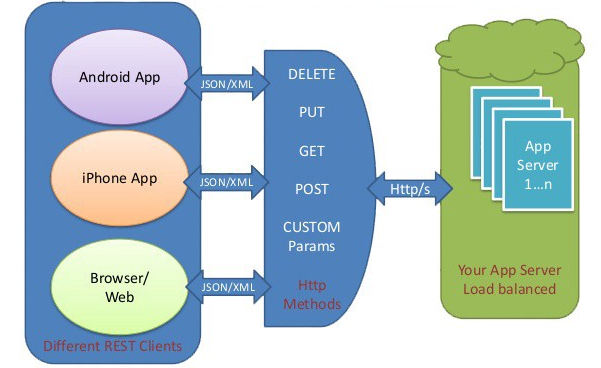 Android App
iPhone App
Browser/
Web
Different REST Clients
JSON/XML
JSON/XML
JSON/XML
DELETE
PUT
GET
POST
CUSTOM
Params
Http
Methods
Http/s
App
Server
1...n
Your App Server
Load balanced